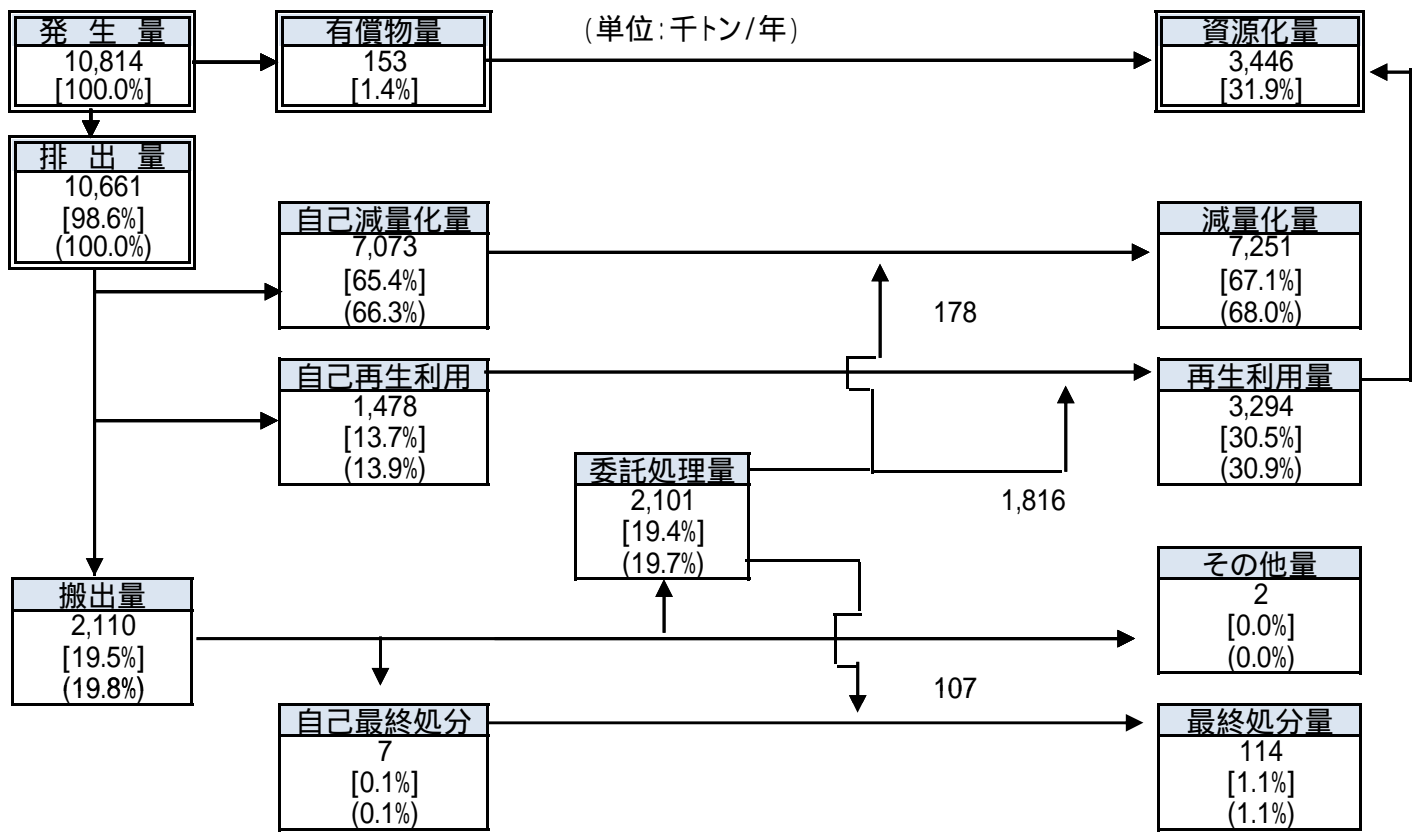 (単位:千トン/年)
発 生 量
10,814
[100.0%]
有償物量
153
[1.4%]
資源化量
3,446
[31.9%]
排 出 量
10,661
[98.6%]
(100.0%)
自己減量化量
7,073
[65.4%]
(66.3%)
減量化量
7,251
[67.1%]
(68.0%)
178
自己再生利用
1,478
[13.7%]
(13.9%)
再生利用量
3,294
[30.5%]
(30.9%)
委託処理量
2,101
[19.4%]
(19.7%)
1,816
搬出量
2,110
[19.5%]
(19.8%)
その他量
2
[0.0%]
(0.0%)
107
自己最終処分
7
[0.1%]
(0.1%)
最終処分量
114
[1.1%]
(1.1%)